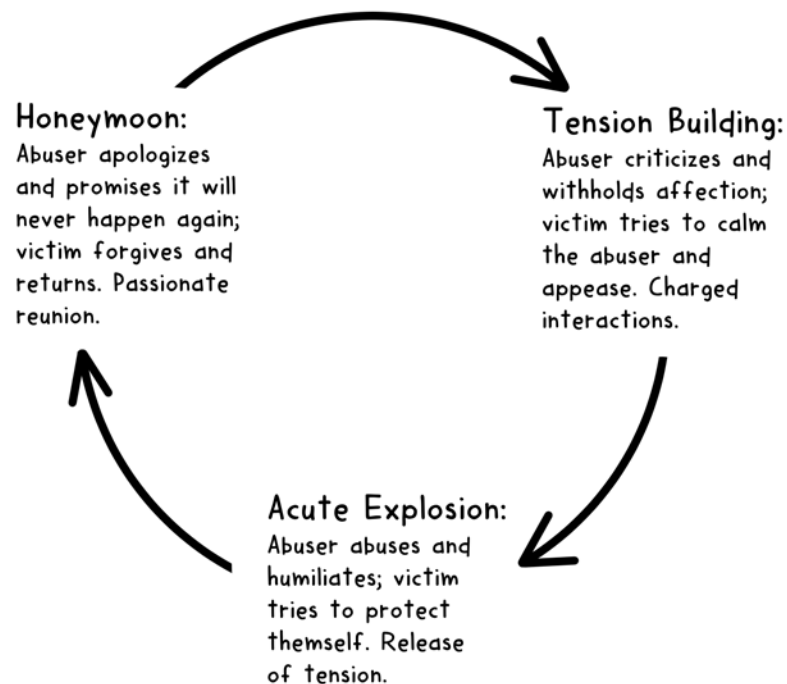 Honeymoon:
Abuser apologizes
and promises it will
never happen again;
victim forgives and
returns. Passionate
reunion.
Tension Building:
Abuser criticizes and
withholds affection;
victim tries to calm
the abuser and
appease. Charged
interactions.
Acute Explosion:
Abuser abuses and
humiliates; victim
tries to protect
themself. Release
of tension.